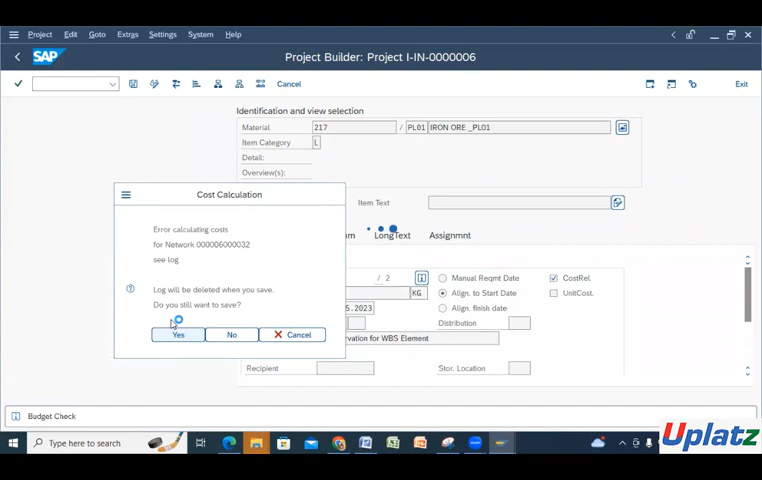 Project Edit Goto Extras Settings System Help
SAP Project Builder: Project I-IN-0000006
Cancel Exit
Identification and view selection
Material 217 / PL01 IRON ORE _PL01
Item Category L
Detail:
Overview(s):
Item Text
LongText Assignmnt
/ 2 Manual Reqmt Date CostRel
KG Align. to Start Date UnitCost.
5.2023 Align. finish date
Distribution
rvation for WBS Element
Recipient Stor. Location
Cost Calculation
Error calculating costs
for Network 000006000032
see log
Log will be deleted when you save.
Do you still want to save?
Yes No Cancel
Budget Check
Type here to search
Uplatz